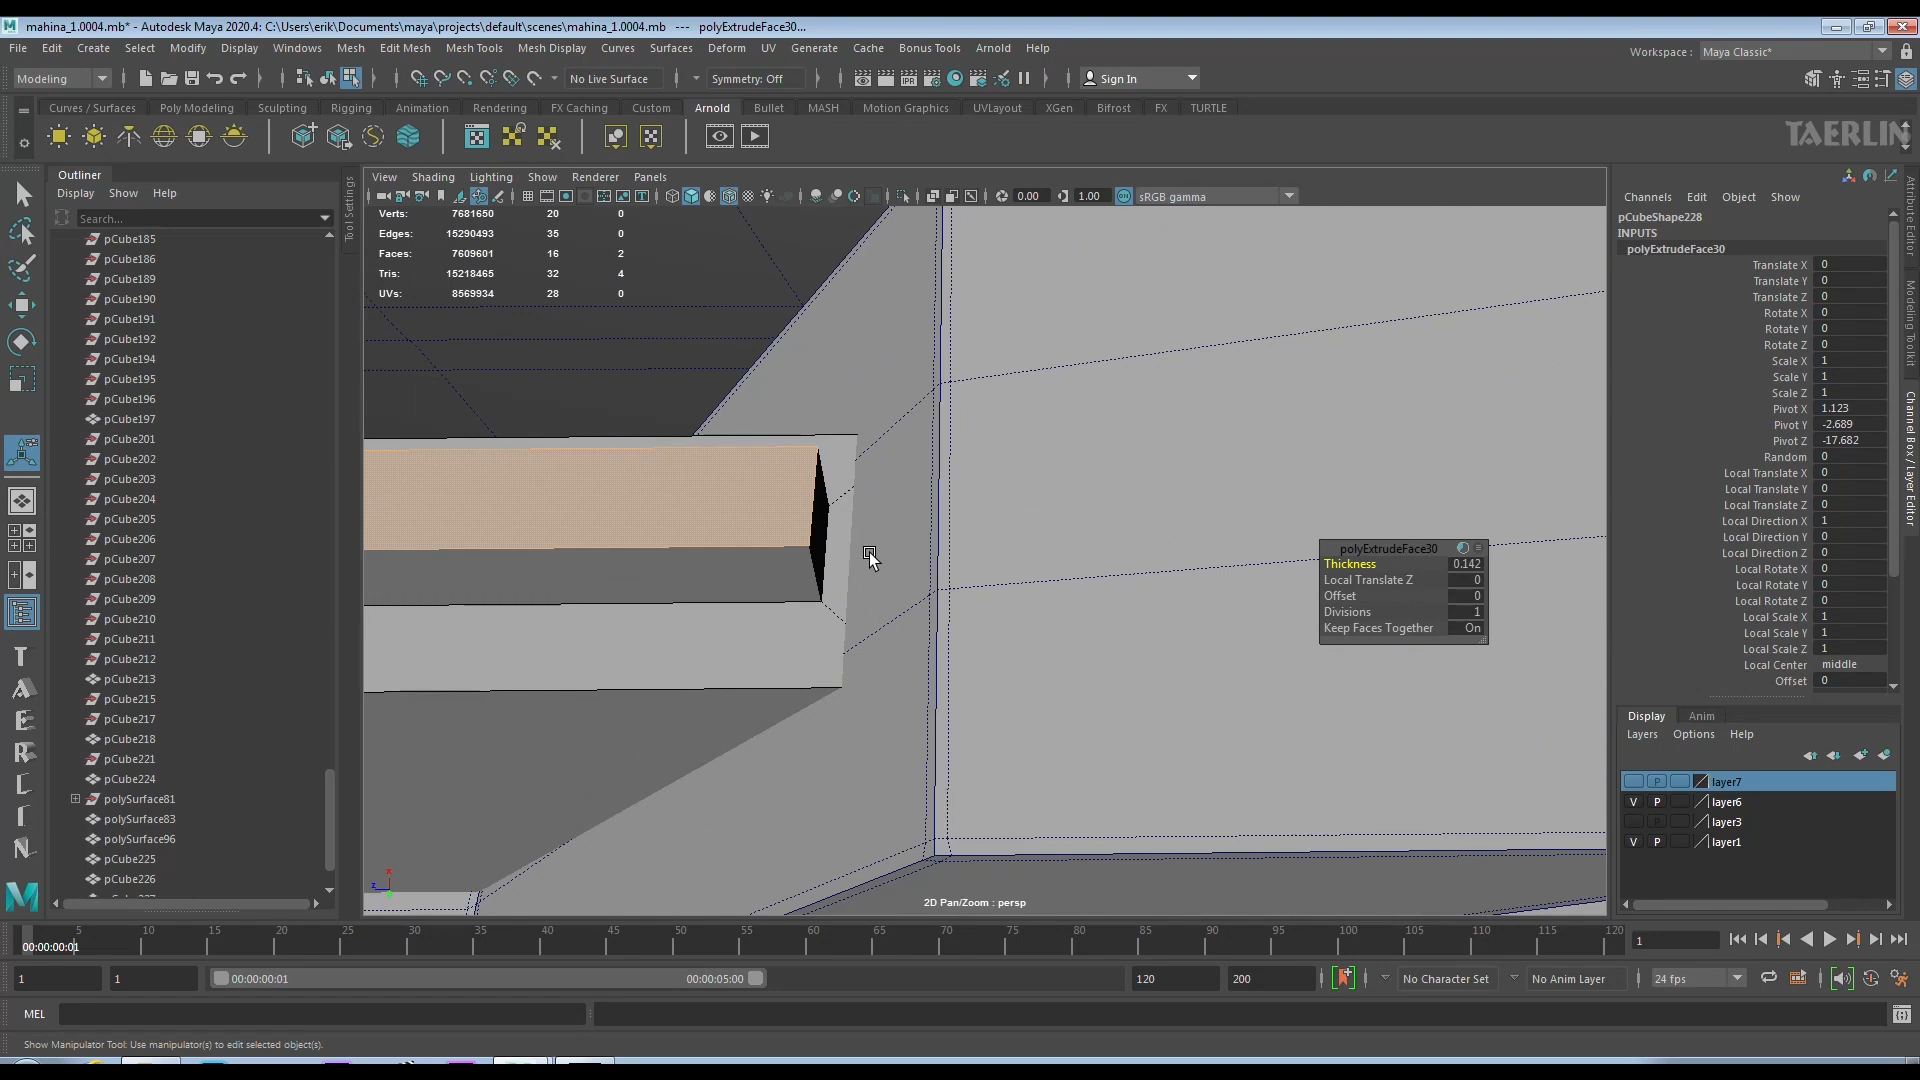 mahina_1.0004.mb* - Autodesk Maya 2020.4: C:\Users\erik\Documents\maya\projects\default\scenes\mahina_1.0004.mb --- polyExtrudeFace30...
File Edit Create Select Modify Display Windows Mesh Edit Mesh Mesh Tools Mesh Display Curves Surfaces Deform UV Generate Cache Bonus Tools Arnold Help
Workspace : Maya Classic*
Modeling No Live Surface Symmetry: Off Sign In
Curves / Surfaces Poly Modeling Sculpting Rigging Animation Rendering FX Caching Custom Arnold Bullet MASH Motion Graphics UVLayout XGen Bifrost FX TURTLE
TAERLIN
Outliner
Display Show Help
Search...
pCube185
pCube186
pCube189
pCube190
pCube191
pCube192
pCube194
pCube195
pCube196
pCube197
pCube201
pCube202
pCube203
pCube204
pCube205
pCube206
pCube207
pCube208
pCube209
pCube210
pCube211
pCube212
pCube213
pCube215
pCube217
pCube218
pCube221
pCube224
polySurface81
polySurface83
polySurface96
pCube225
pCube226
Tool Settings
View Shading Lighting Show Renderer Panels
0.00 1.00 sRGB gamma
Verts: 7681650 20 0
Edges: 15290493 35 0
Faces: 7609601 16 2
Tris: 15218465 32 4
UVs: 8569934 28 0
polyExtrudeFace30
Thickness 0.142
Local Translate Z 0
Offset 0
Divisions 1
Keep Faces Together On
2D Pan/Zoom : persp
Channels Edit Object Show
pCubeShape228
INPUTS
polyExtrudeFace30
Translate X 0
Translate Y 0
Translate Z 0
Rotate X 0
Rotate Y 0
Rotate Z 0
Scale X 1
Scale Y 1
Scale Z 1
Pivot X 1.123
Pivot Y -2.689
Pivot Z -17.682
Random 0
Local Translate X 0
Local Translate Y 0
Local Translate Z 0
Local Direction X 1
Local Direction Y 0
Local Direction Z 0
Local Rotate X 0
Local Rotate Y 0
Local Rotate Z 0
Local Scale X 1
Local Scale Y 1
Local Scale Z 1
Local Center middle
Offset 0
Attribute Editor
Modeling Toolkit
Channel Box / Layer Editor
Display Anim
Layers Options Help
P layer7
V P layer6
P layer3
V P layer1
5 10 15 20 25 30 35 40 45 50 55 60 65 70 75 80 85 90 95 100 105 110 115 120
00:00:00:01
1
1 1 00:00:00:01 00:00:05:00 120 200 No Character Set No Anim Layer 24 fps
MEL
Show Manipulator Tool: Use manipulator(s) to edit selected object(s).